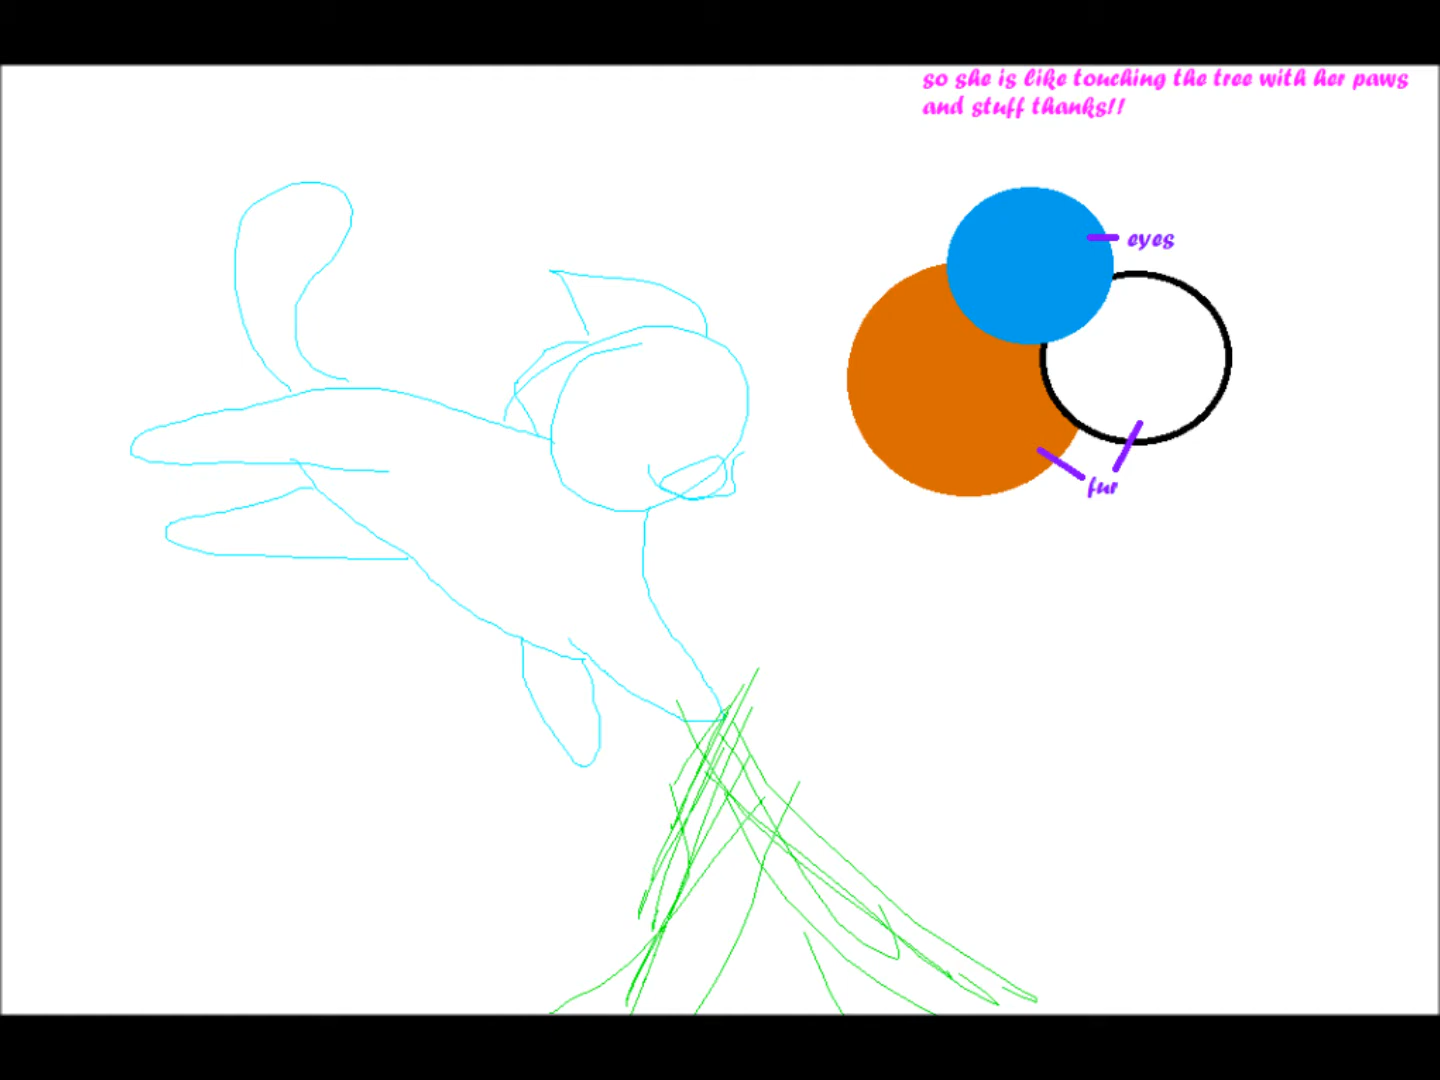 so she is like touching the tree with her paws
and stuff thanks!!
eyes
fur